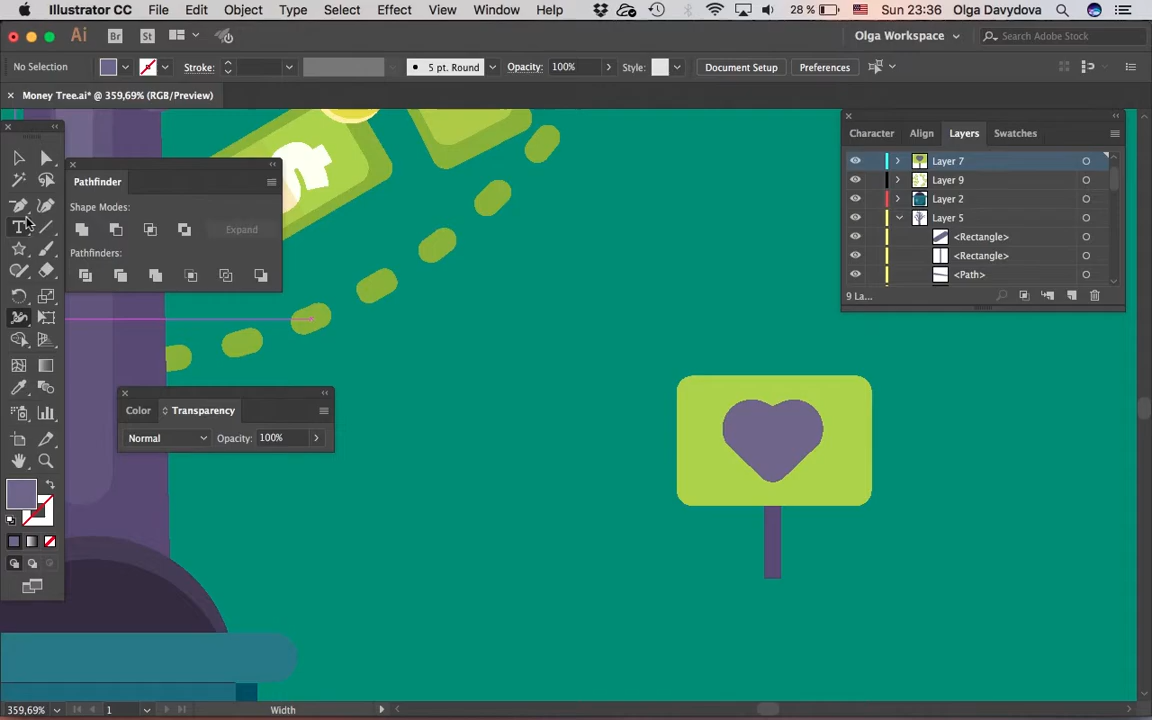 Illustrator CC File Edit Object Type Select Effect View Window Help 28 % Sun 23:36 Olga Davydova
Ai Br St Olga Workspace Search Adobe Stock
No Selection Stroke: 5 pt. Round Opacity: 100% Style: Document Setup Preferences
Money Tree.ai* @ 359,69% (RGB/Preview)
Character Align Layers Swatches
Layer 7
Layer 9
Layer 2
Layer 5
<Rectangle>
<Rectangle>
<Path>
9 La...
Pathfinder
Shape Modes:
Expand
Pathfinders:
T
Color Transparency
Normal Opacity: 100%
359,69% 1 Width